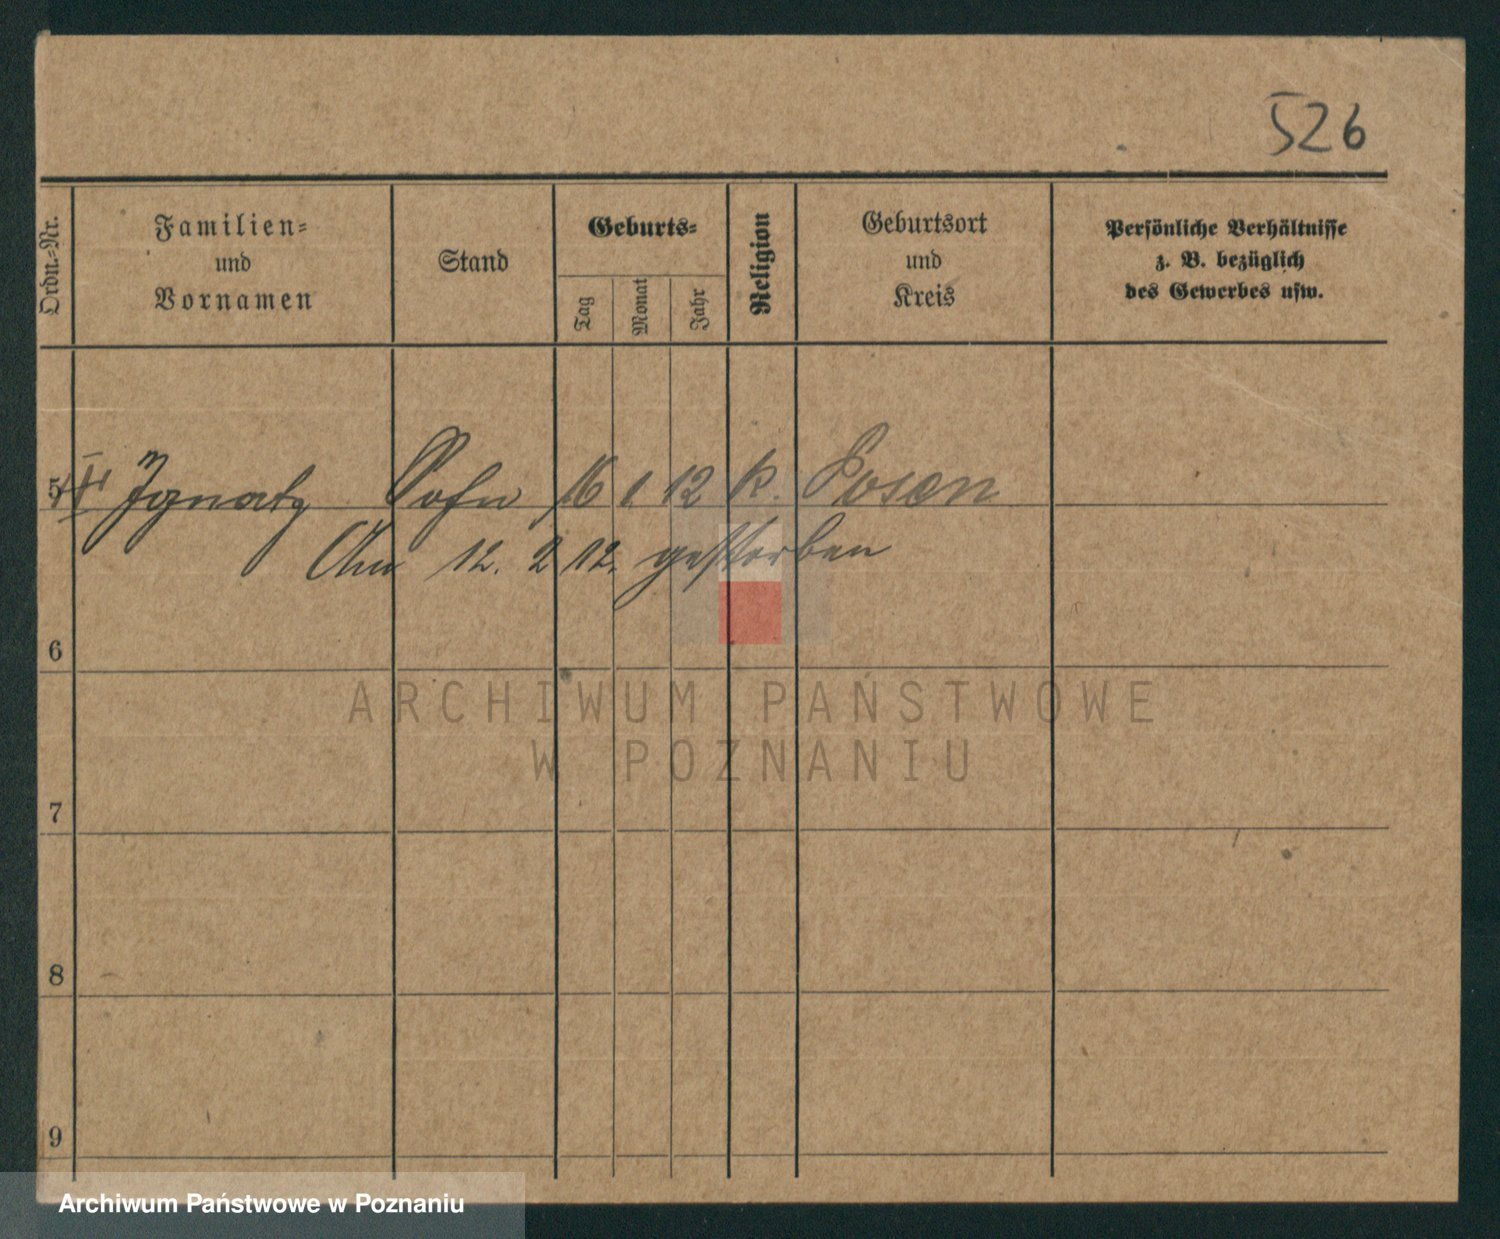 526
Ordn.-Nr.
Familien-
und
Vornamen
Stand
Geburts-
Tag
Monat
Jahr
Religion
Geburtsort
und
Kreis
Persönliche Verhältnisse
z. B. bezüglich
des Gewerbes usw.
5 Ignatz Sohn 16 1. 12 k. Posen
Am 12. 2 12. gestorben
6
ARCHIWUM PAŃSTWOWE
W POZNANIU
7
8
9
Archiwum Państwowe w Poznaniu